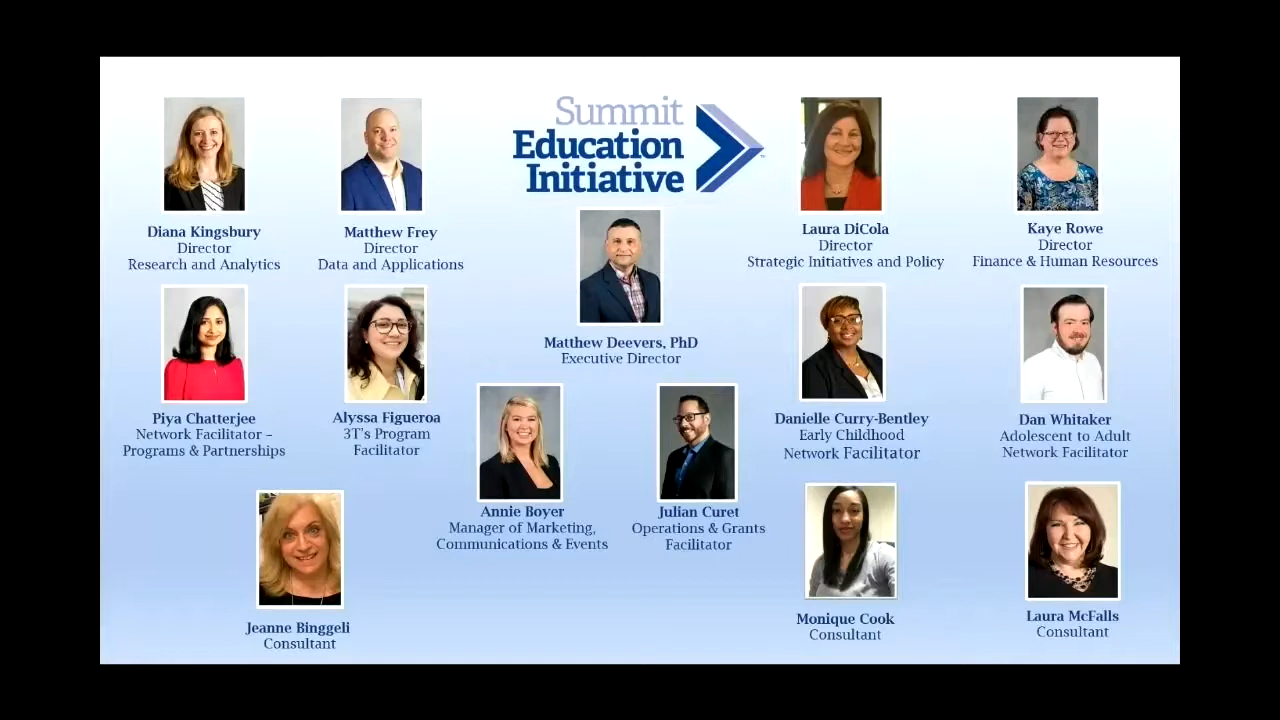 Summit
Education
Initiative
Diana Kingsbury
Director
Research and Analytics
Matthew Frey
Director
Data and Applications
Laura DiCola
Director
Strategic Initiatives and Policy
Kaye Rowe
Director
Finance & Human Resources
Matthew Deevers, PhD
Executive Director
Piya Chatterjee
Network Facilitator –
Programs & Partnerships
Alyssa Figueroa
3T's Program
Facilitator
Danielle Curry-Bentley
Early Childhood
Network Facilitator
Dan Whitaker
Adolescent to Adult
Network Facilitator
Annie Boyer
Manager of Marketing,
Communications & Events
Julian Curet
Operations & Grants
Facilitator
Jeanne Binggeli
Consultant
Monique Cook
Consultant
Laura McFalls
Consultant